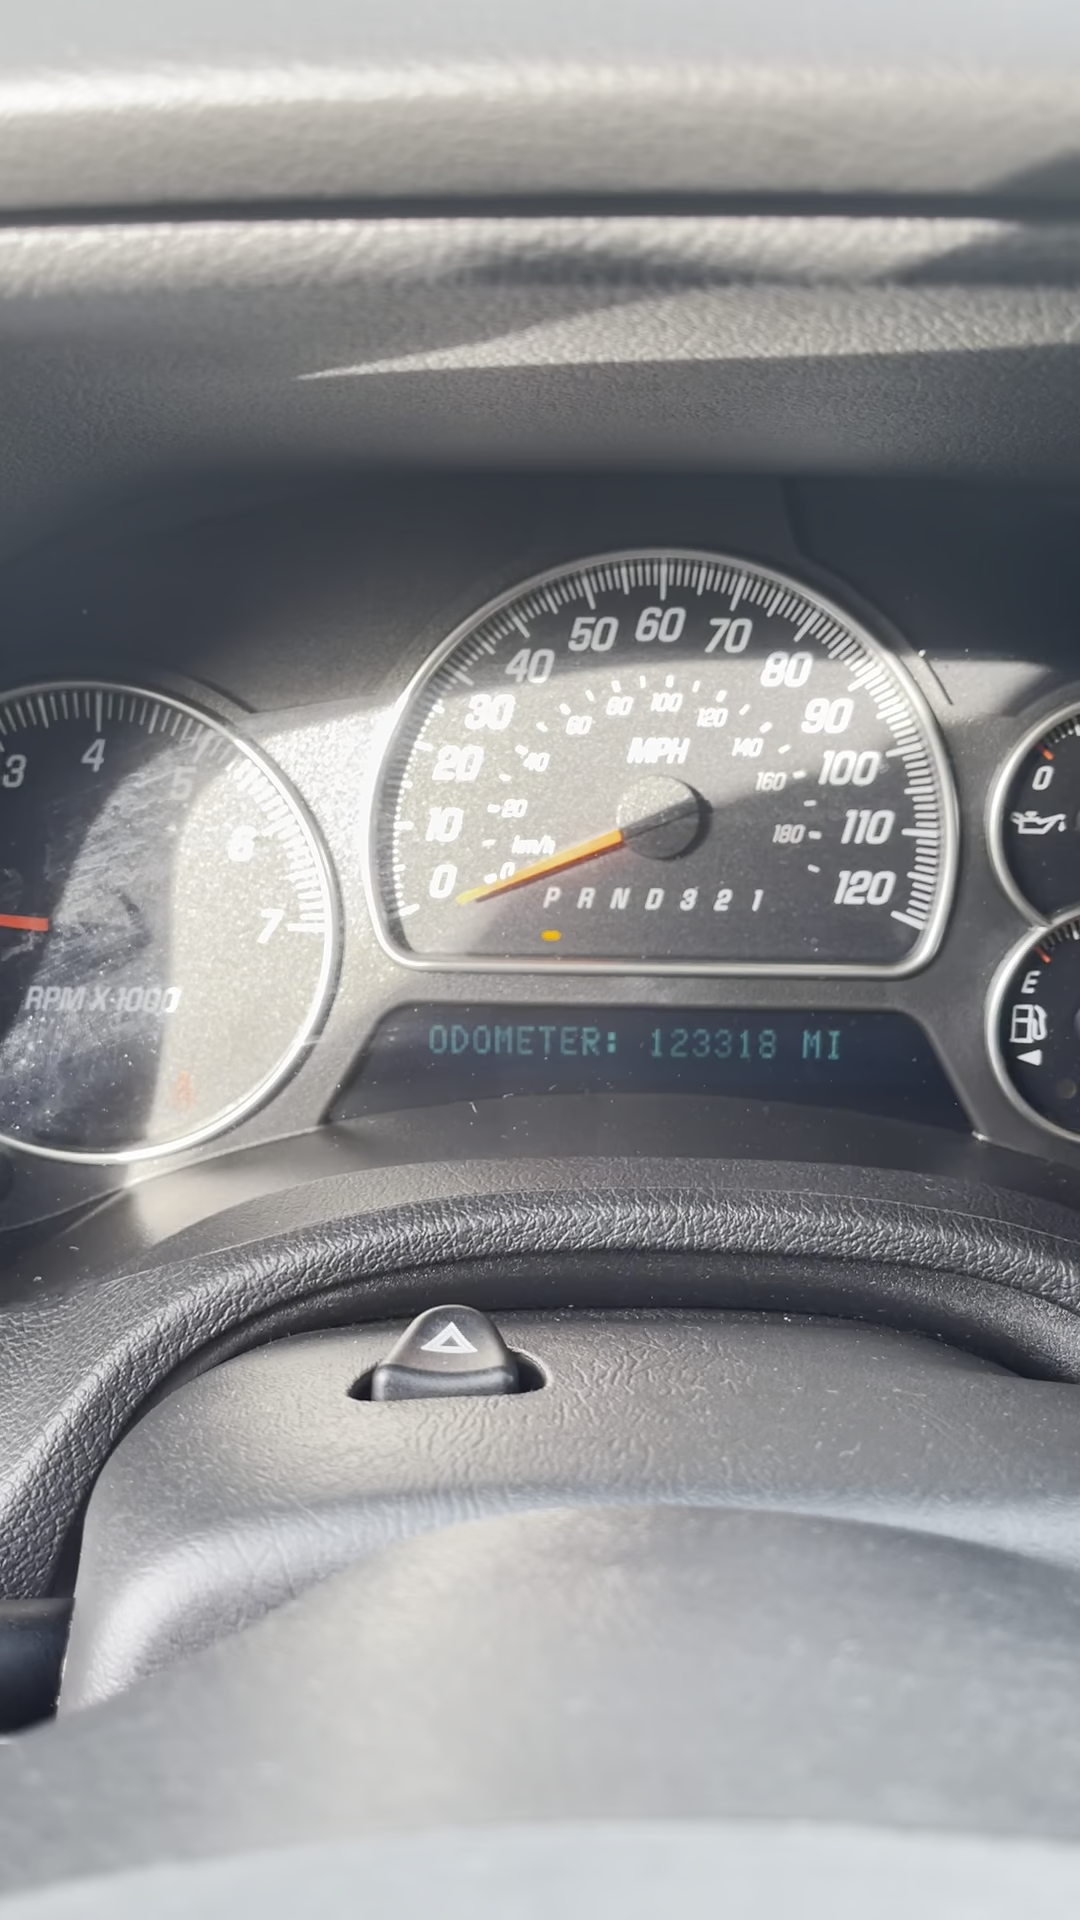 50 60 70
40 80
30 60 80 100 120 90
MPH
20 40 140 100
160
10 20 180 110
km/h
0 0 P R N D 3 2 1 120
3 4 5
6
7
RPM X 1000
0
E
ODOMETER: 123318 MI